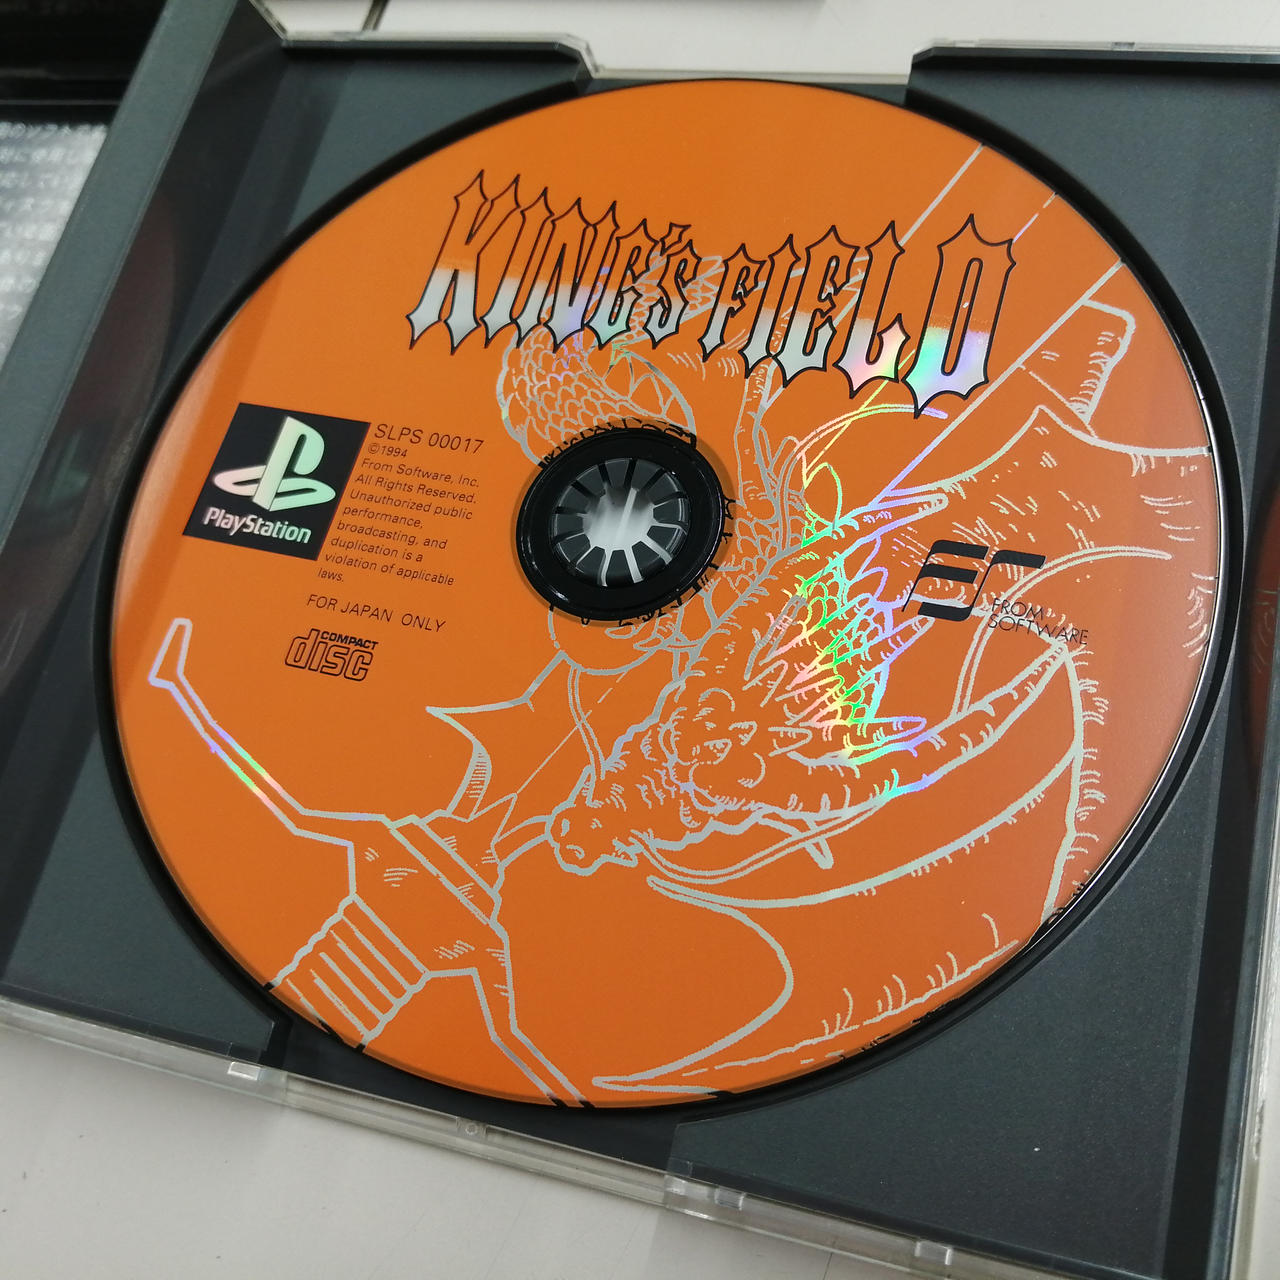 KING'S FIELD
PlayStation
SLPS 00017
©1994
From Software, Inc.
All Rights Reserved.
Unauthorized public
performance,
broadcasting, and
duplication is a
violation of applicable
laws.
FOR JAPAN ONLY
COMPACT
disc
FROM
SOFTWARE